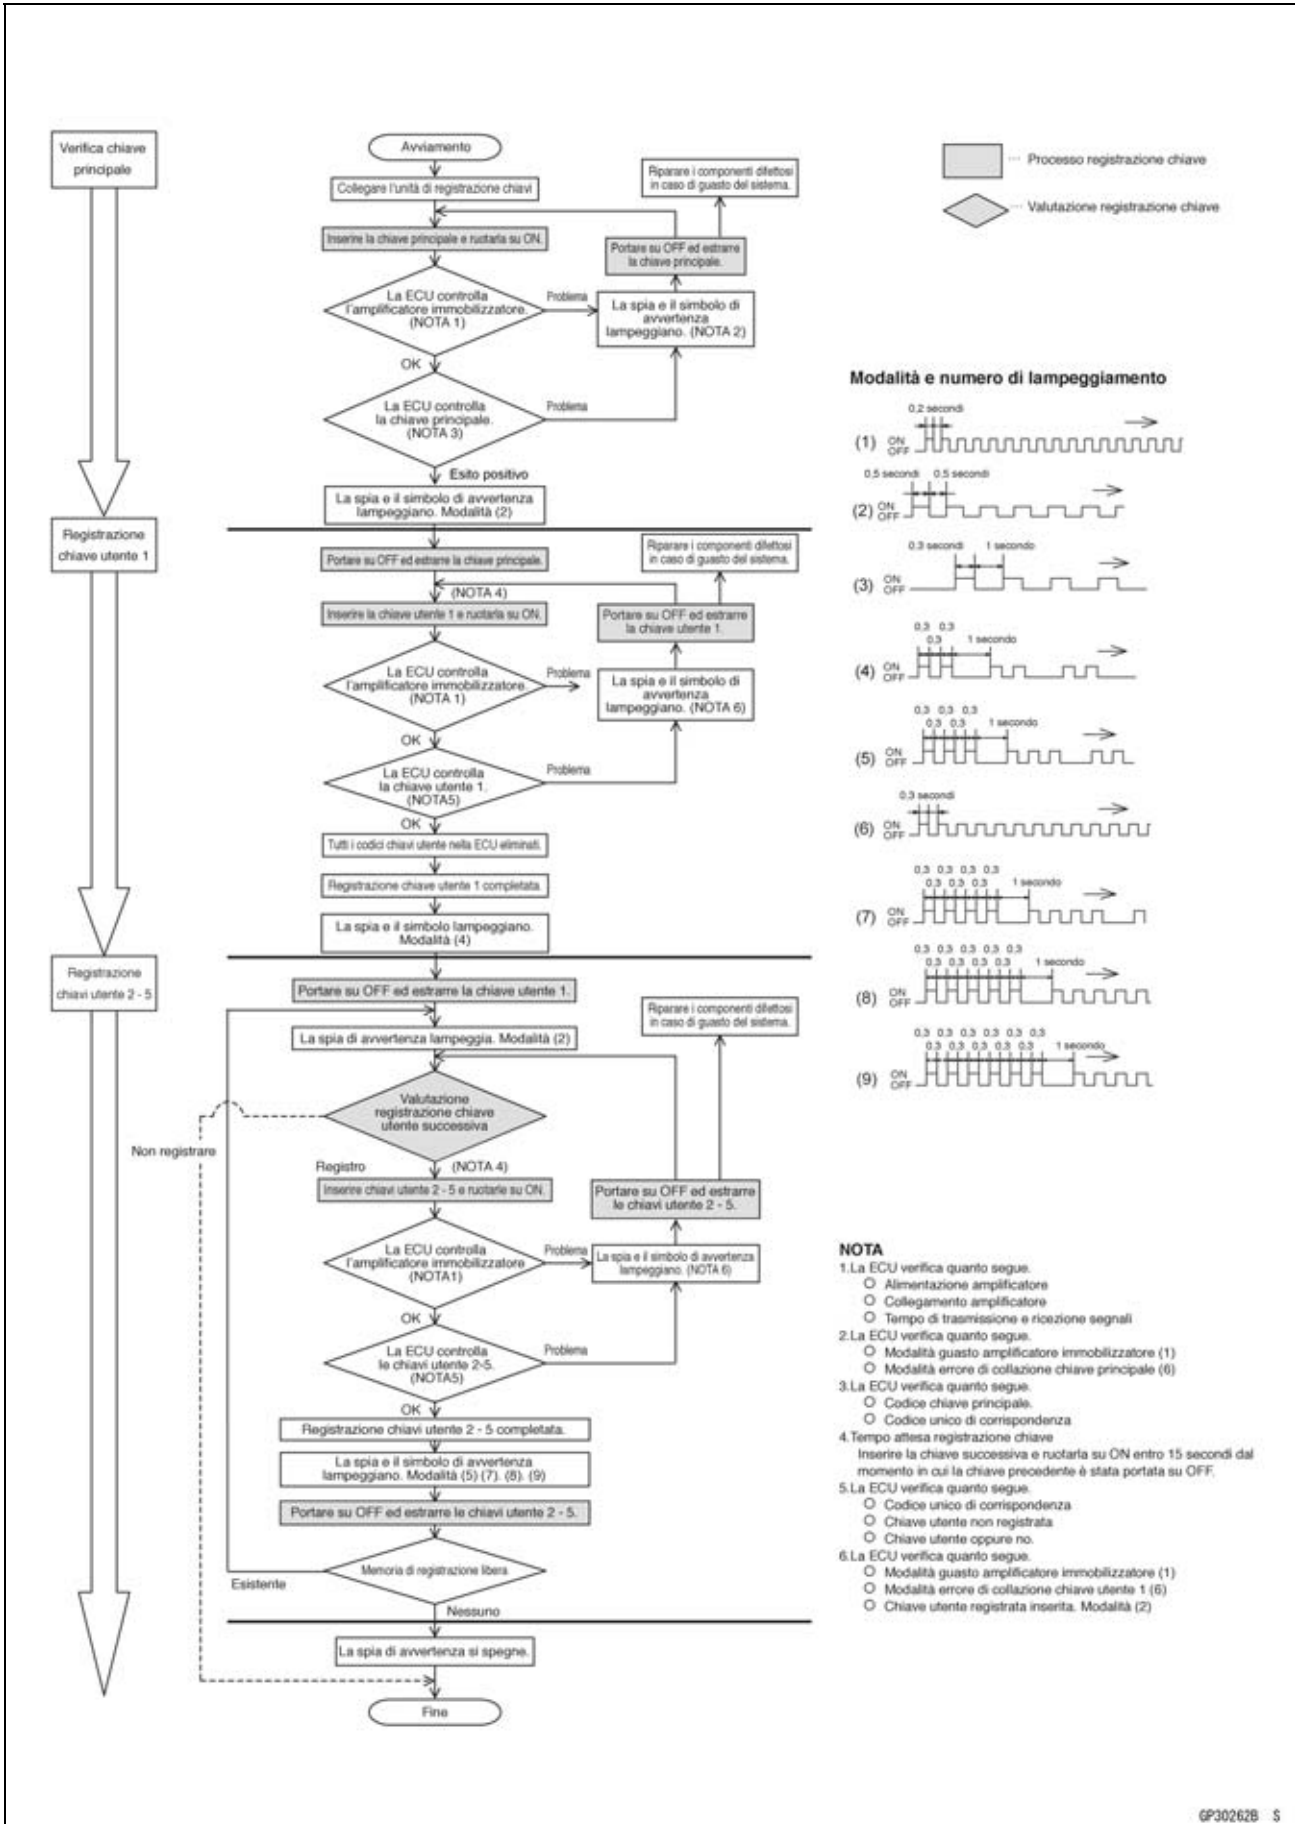 Verifica chiave
principale
Avviamento
Collegare l'unità di registrazione chiavi
Inserire la chiave principale e ruotarla su ON.
La ECU controlla
l'amplificatore immobilizzatore.
(NOTA 1)
Problema
OK
La ECU controlla
la chiave principale.
(NOTA 3)
Problema
Riparare i componenti difettosi
in caso di guasto del sistema.
Portare su OFF ed estrarre
la chiave principale.
La spia e il simbolo di
avvertenza
lampeggiano. (NOTA 2)
Esito positivo
La spia e il simbolo di avvertenza
lampeggiano. Modalità (2)
Registrazione
chiave utente 1
Portare su OFF ed estrarre la chiave principale.
(NOTA 4)
Inserire la chiave utente 1 e ruotarla su ON.
La ECU controlla
l'amplificatore immobilizzatore.
(NOTA 1)
Problema
OK
La ECU controlla
la chiave utente 1.
(NOTA5)
Problema
OK
Riparare i componenti difettosi
in caso di guasto del sistema.
Portare su OFF ed estrarre
la chiave utente 1.
La spia e il simbolo di
avvertenza
lampeggiano. (NOTA 6)
Tutti i codici chiavi utente nella ECU eliminati.
Registrazione chiave utente 1 completata.
La spia e il simbolo lampeggiano.
Modalità (4)
Registrazione
chiavi utente 2 - 5
Portare su OFF ed estrarre la chiave utente 1.
La spia di avvertenza lampeggia. Modalità (2)
Valutazione
registrazione chiave
utente successiva
Non registrare
Registro
(NOTA 4)
Inserire chiavi utente 2 - 5 e ruotarle su ON.
La ECU controlla
l'amplificatore immobilizzatore
(NOTA1)
Problema
OK
La ECU controlla
le chiavi utente 2-5.
(NOTA5)
Problema
OK
Riparare i componenti difettosi
in caso di guasto del sistema.
Portare su OFF ed estrarre
le chiavi utente 2 - 5.
La spia e il simbolo di avvertenza
lampeggiano. (NOTA 6)
Registrazione chiavi utente 2 - 5 completata.
La spia e il simbolo di avvertenza
lampeggiano. Modalità (5) (7). (8). (9)
Portare su OFF ed estrarre le chiavi utente 2 - 5.
Memoria di registrazione libera
Esistente
Nessuno
La spia di avvertenza si spegne.
Fine
··· Processo registrazione chiave
··· Valutazione registrazione chiave
Modalità e numero di lampeggiamento
0,2 secondi
(1) ON
OFF
0,5 secondi 0,5 secondi
(2) ON
OFF
0,3 secondi 1 secondo
(3) ON
OFF
0,3 0,3
0,3 1 secondo
(4) ON
OFF
0,3 0,3 0,3
0,3 0,3 1 secondo
(5) ON
OFF
0,3 secondi
(6) ON
OFF
0,3 0,3 0,3 0,3
0,3 0,3 0,3 1 secondo
(7) ON
OFF
0,3 0,3 0,3 0,3 0,3
0,3 0,3 0,3 0,3 1 secondo
(8) ON
OFF
0,3 0,3 0,3 0,3 0,3 0,3
0,3 0,3 0,3 0,3 0,3 1 secondo
(9) ON
OFF
NOTA
1.La ECU verifica quanto segue.
○ Alimentazione amplificatore
○ Collegamento amplificatore
○ Tempo di trasmissione e ricezione segnali
2.La ECU verifica quanto segue.
○ Modalità guasto amplificatore immobilizzatore (1)
○ Modalità errore di collazione chiave principale (6)
3.La ECU verifica quanto segue.
○ Codice chiave principale.
○ Codice unico di corrispondenza
4.Tempo attesa registrazione chiave
Inserire la chiave successiva e ruotarla su ON entro 15 secondi dal
momento in cui la chiave precedente è stata portata su OFF.
5.La ECU verifica quanto segue.
○ Codice unico di corrispondenza
○ Chiave utente non registrata
○ Chiave utente oppure no.
6.La ECU verifica quanto segue.
○ Modalità guasto amplificatore immobilizzatore (1)
○ Modalità errore di collazione chiave utente 1 (6)
○ Chiave utente registrata inserita. Modalità (2)
GP30262B S